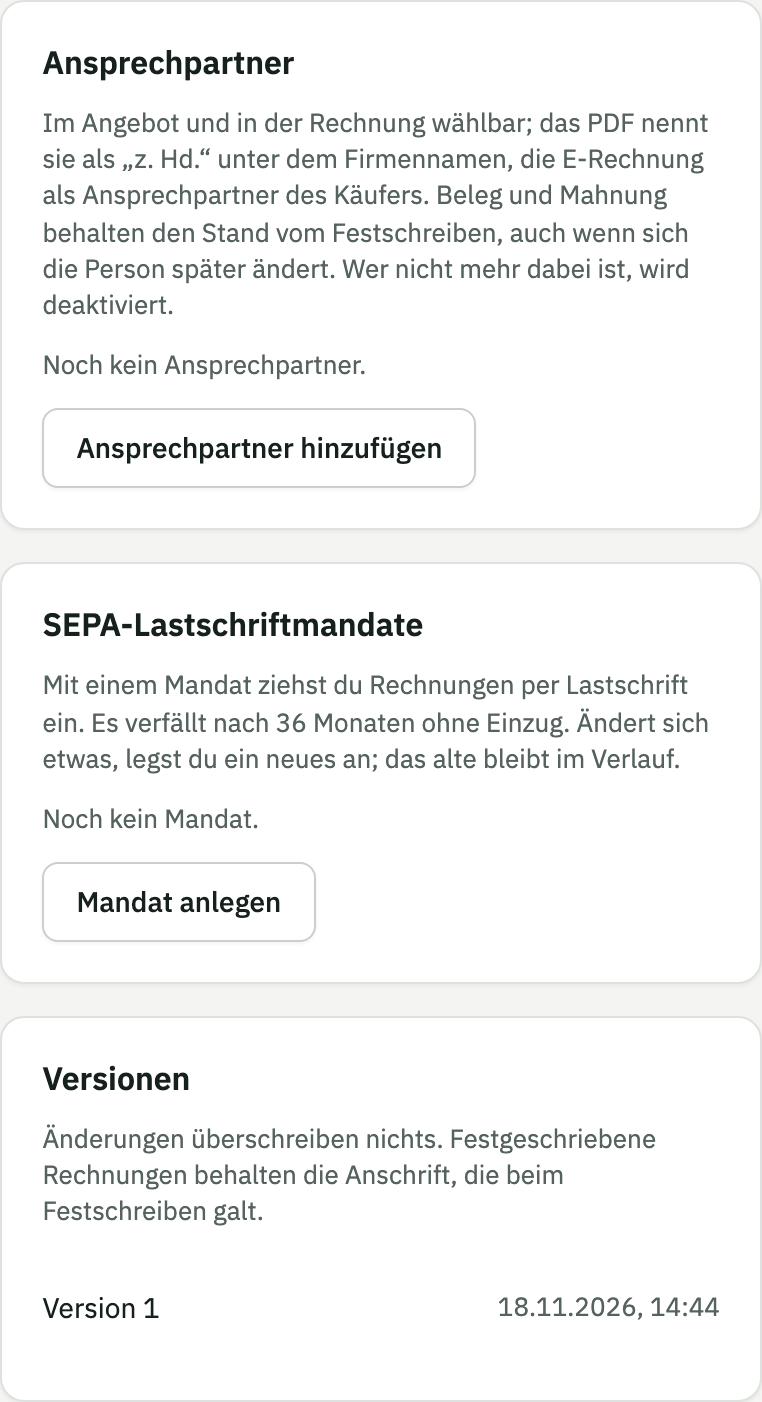 Ansprechpartner
Im Angebot und in der Rechnung wählbar; das PDF nennt
sie als „z. Hd.“ unter dem Firmennamen, die E-Rechnung
als Ansprechpartner des Käufers. Beleg und Mahnung
behalten den Stand vom Festschreiben, auch wenn sich
die Person später ändert. Wer nicht mehr dabei ist, wird
deaktiviert.
Noch kein Ansprechpartner.
Ansprechpartner hinzufügen
SEPA-Lastschriftmandate
Mit einem Mandat ziehst du Rechnungen per Lastschrift
ein. Es verfällt nach 36 Monaten ohne Einzug. Ändert sich
etwas, legst du ein neues an; das alte bleibt im Verlauf.
Noch kein Mandat.
Mandat anlegen
Versionen
Änderungen überschreiben nichts. Festgeschriebene
Rechnungen behalten die Anschrift, die beim
Festschreiben galt.
Version 1 18.11.2026, 14:44